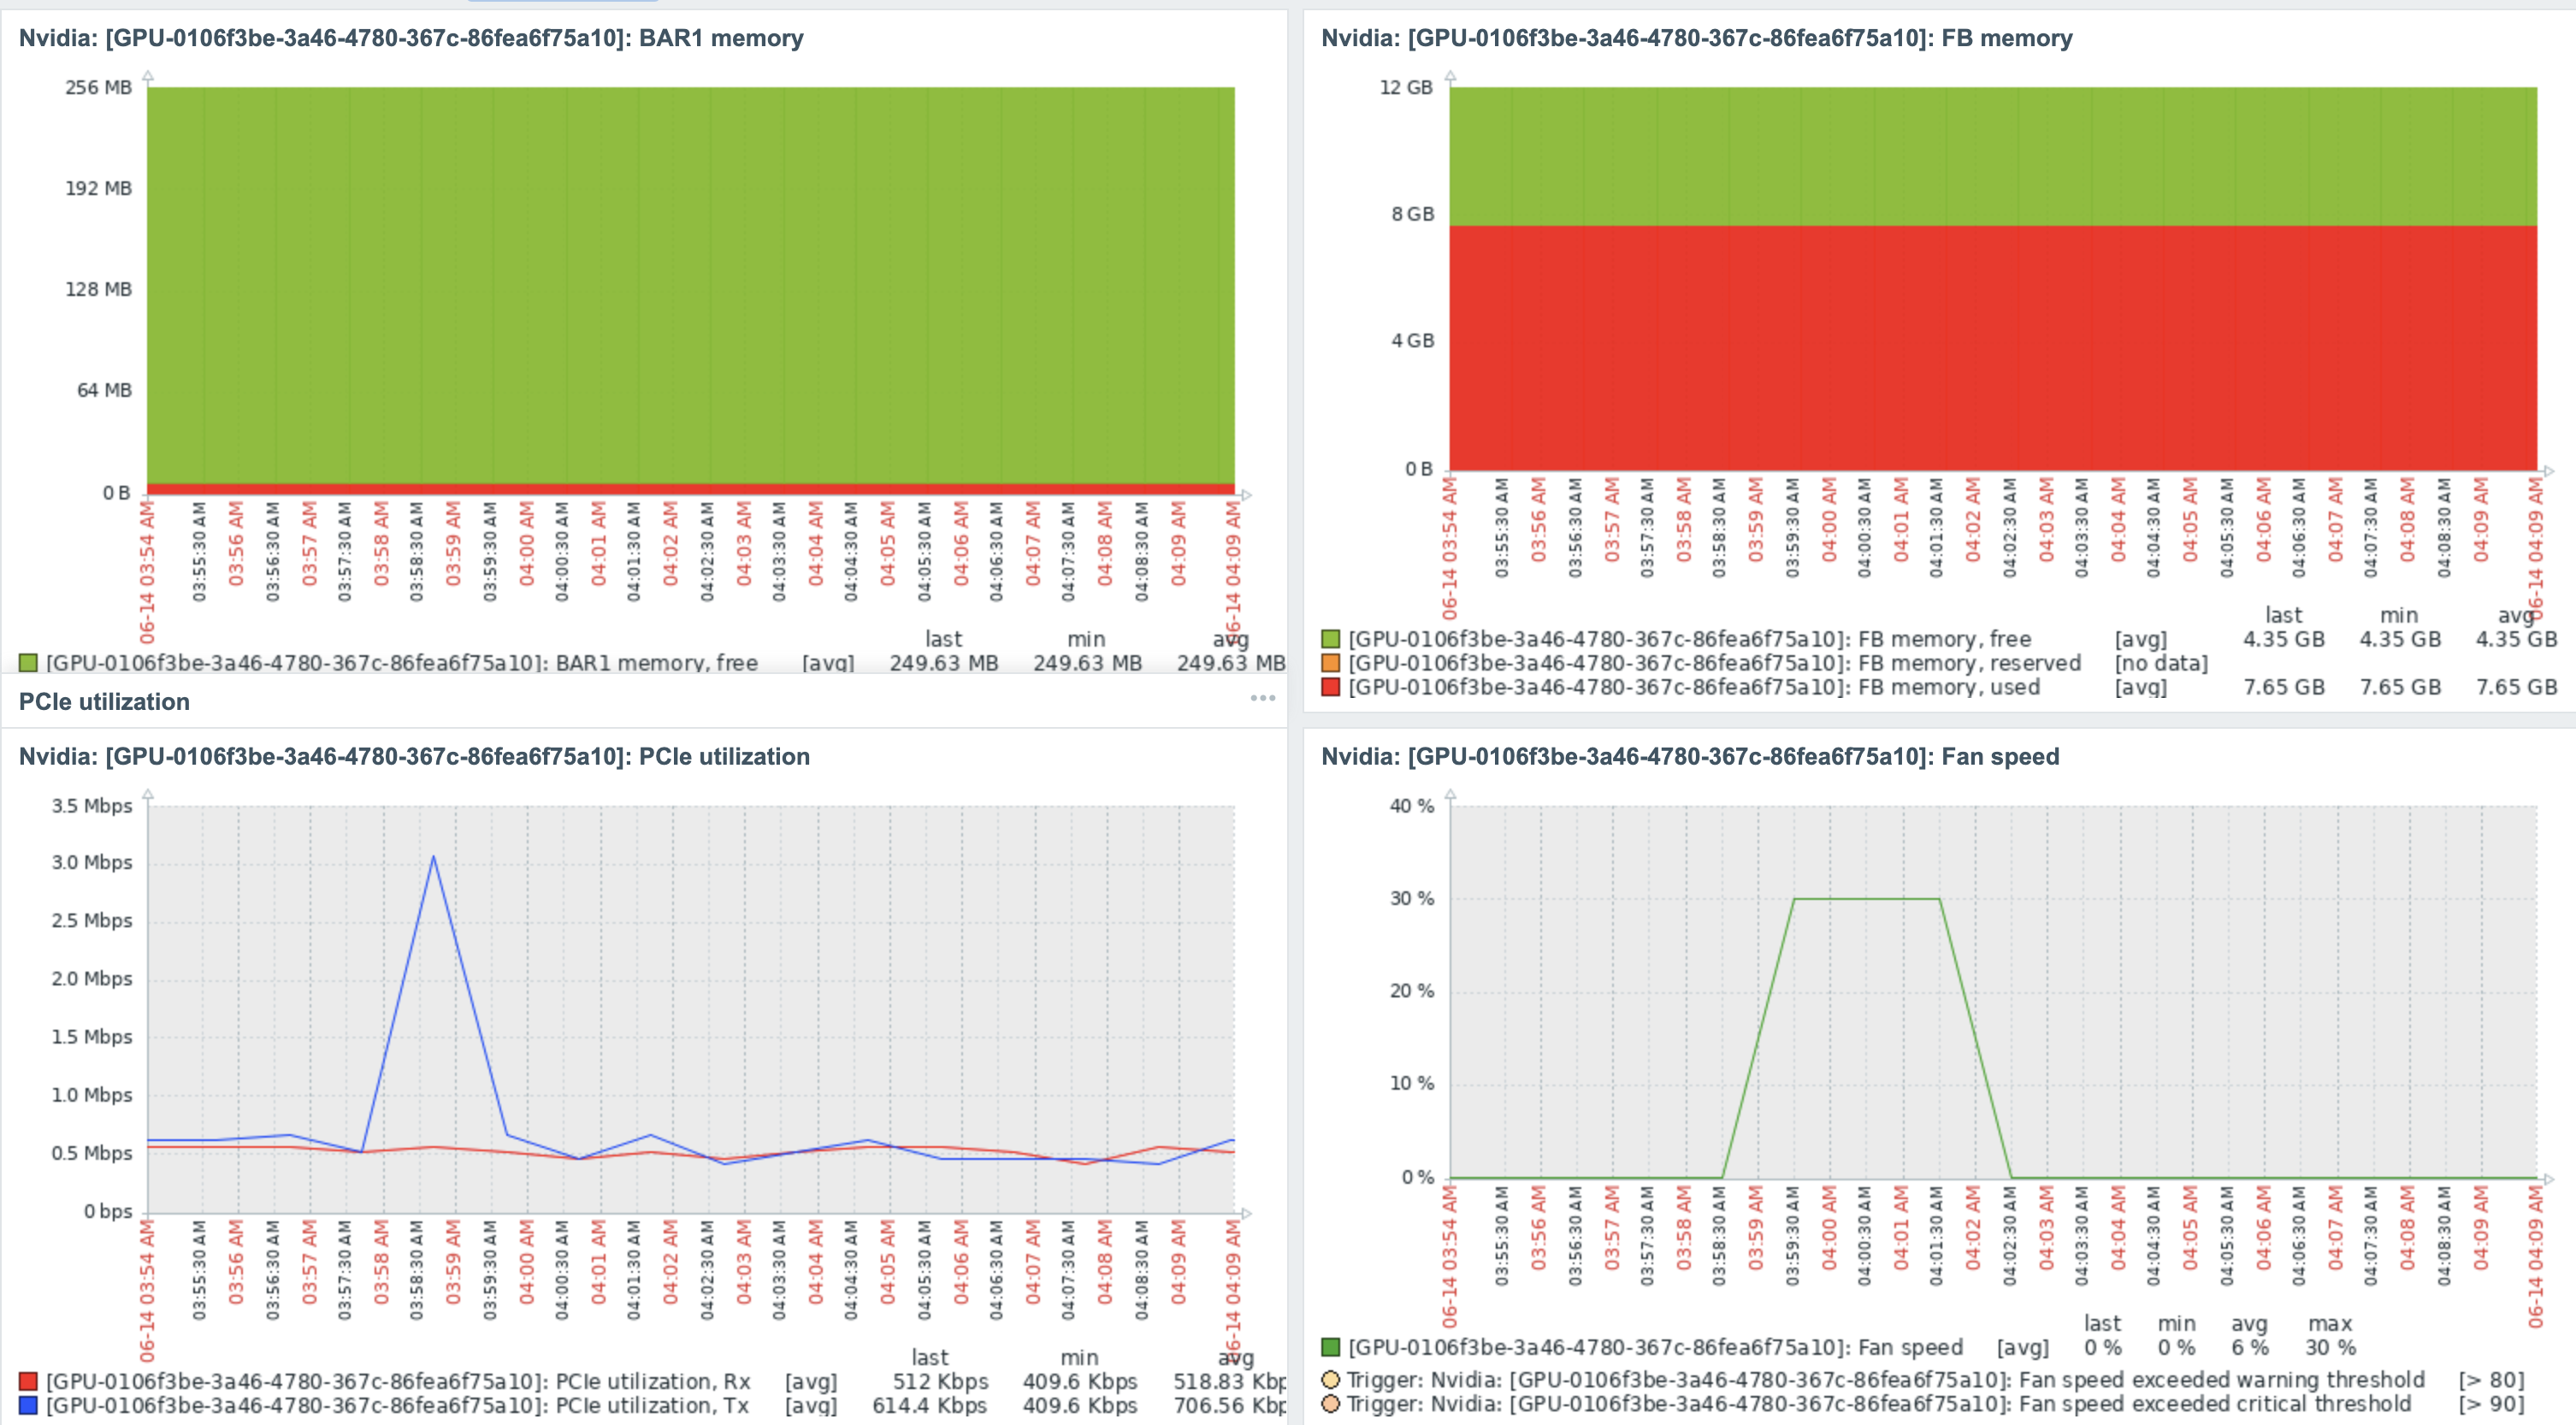 Nvidia: [GPU-0106f3be-3a46-4780-367c-86fea6f75a10]: BAR1 memory
256 MB
192 MB
128 MB
64 MB
0 B
06-14 03:54 AM
03:55:30 AM
03:56 AM
03:56:30 AM
03:57 AM
03:57:30 AM
03:58 AM
03:58:30 AM
03:59 AM
03:59:30 AM
04:00 AM
04:00:30 AM
04:01 AM
04:01:30 AM
04:02 AM
04:02:30 AM
04:03 AM
04:03:30 AM
04:04 AM
04:04:30 AM
04:05 AM
04:05:30 AM
04:06 AM
04:06:30 AM
04:07 AM
04:07:30 AM
04:08 AM
04:08:30 AM
04:09 AM
06-14 04:09 AM
last min avg
[GPU-0106f3be-3a46-4780-367c-86fea6f75a10]: BAR1 memory, free [avg] 249.63 MB 249.63 MB 249.63 MB
Nvidia: [GPU-0106f3be-3a46-4780-367c-86fea6f75a10]: FB memory
12 GB
8 GB
4 GB
0 B
06-14 03:54 AM
03:55:30 AM
03:56 AM
03:56:30 AM
03:57 AM
03:57:30 AM
03:58 AM
03:58:30 AM
03:59 AM
03:59:30 AM
04:00 AM
04:00:30 AM
04:01 AM
04:01:30 AM
04:02 AM
04:02:30 AM
04:03 AM
04:03:30 AM
04:04 AM
04:04:30 AM
04:05 AM
04:05:30 AM
04:06 AM
04:06:30 AM
04:07 AM
04:07:30 AM
04:08 AM
04:08:30 AM
04:09 AM
06-14 04:09 AM
last min avg
[GPU-0106f3be-3a46-4780-367c-86fea6f75a10]: FB memory, free [avg] 4.35 GB 4.35 GB 4.35 GB
[GPU-0106f3be-3a46-4780-367c-86fea6f75a10]: FB memory, reserved [no data]
[GPU-0106f3be-3a46-4780-367c-86fea6f75a10]: FB memory, used [avg] 7.65 GB 7.65 GB 7.65 GB
PCIe utilization
Nvidia: [GPU-0106f3be-3a46-4780-367c-86fea6f75a10]: PCIe utilization
3.5 Mbps
3.0 Mbps
2.5 Mbps
2.0 Mbps
1.5 Mbps
1.0 Mbps
0.5 Mbps
0 bps
06-14 03:54 AM
03:55:30 AM
03:56 AM
03:56:30 AM
03:57 AM
03:57:30 AM
03:58 AM
03:58:30 AM
03:59 AM
03:59:30 AM
04:00 AM
04:00:30 AM
04:01 AM
04:01:30 AM
04:02 AM
04:02:30 AM
04:03 AM
04:03:30 AM
04:04 AM
04:04:30 AM
04:05 AM
04:05:30 AM
04:06 AM
04:06:30 AM
04:07 AM
04:07:30 AM
04:08 AM
04:08:30 AM
04:09 AM
06-14 04:09 AM
last min avg
[GPU-0106f3be-3a46-4780-367c-86fea6f75a10]: PCIe utilization, Rx [avg] 512 Kbps 409.6 Kbps 518.83 Kbp
[GPU-0106f3be-3a46-4780-367c-86fea6f75a10]: PCIe utilization, Tx [avg] 614.4 Kbps 409.6 Kbps 706.56 Kbp
Nvidia: [GPU-0106f3be-3a46-4780-367c-86fea6f75a10]: Fan speed
40 %
30 %
20 %
10 %
0 %
06-14 03:54 AM
03:55:30 AM
03:56 AM
03:56:30 AM
03:57 AM
03:57:30 AM
03:58 AM
03:58:30 AM
03:59 AM
03:59:30 AM
04:00 AM
04:00:30 AM
04:01 AM
04:01:30 AM
04:02 AM
04:02:30 AM
04:03 AM
04:03:30 AM
04:04 AM
04:04:30 AM
04:05 AM
04:05:30 AM
04:06 AM
04:06:30 AM
04:07 AM
04:07:30 AM
04:08 AM
04:08:30 AM
04:09 AM
06-14 04:09 AM
last min avg max
[GPU-0106f3be-3a46-4780-367c-86fea6f75a10]: Fan speed [avg] 0 % 0 % 6 % 30 %
Trigger: Nvidia: [GPU-0106f3be-3a46-4780-367c-86fea6f75a10]: Fan speed exceeded warning threshold [> 80]
Trigger: Nvidia: [GPU-0106f3be-3a46-4780-367c-86fea6f75a10]: Fan speed exceeded critical threshold [> 90]